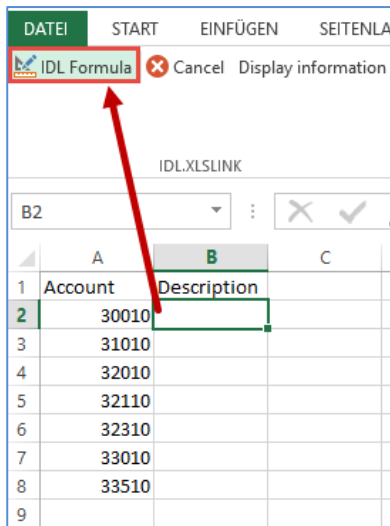 DATEI START EINFÜGEN SEITENLA
IDL Formula Cancel Display information
IDL.XLSLINK
B2
A B C
1 Account Description
2 30010
3 31010
4 32010
5 32110
6 32310
7 33010
8 33510
9